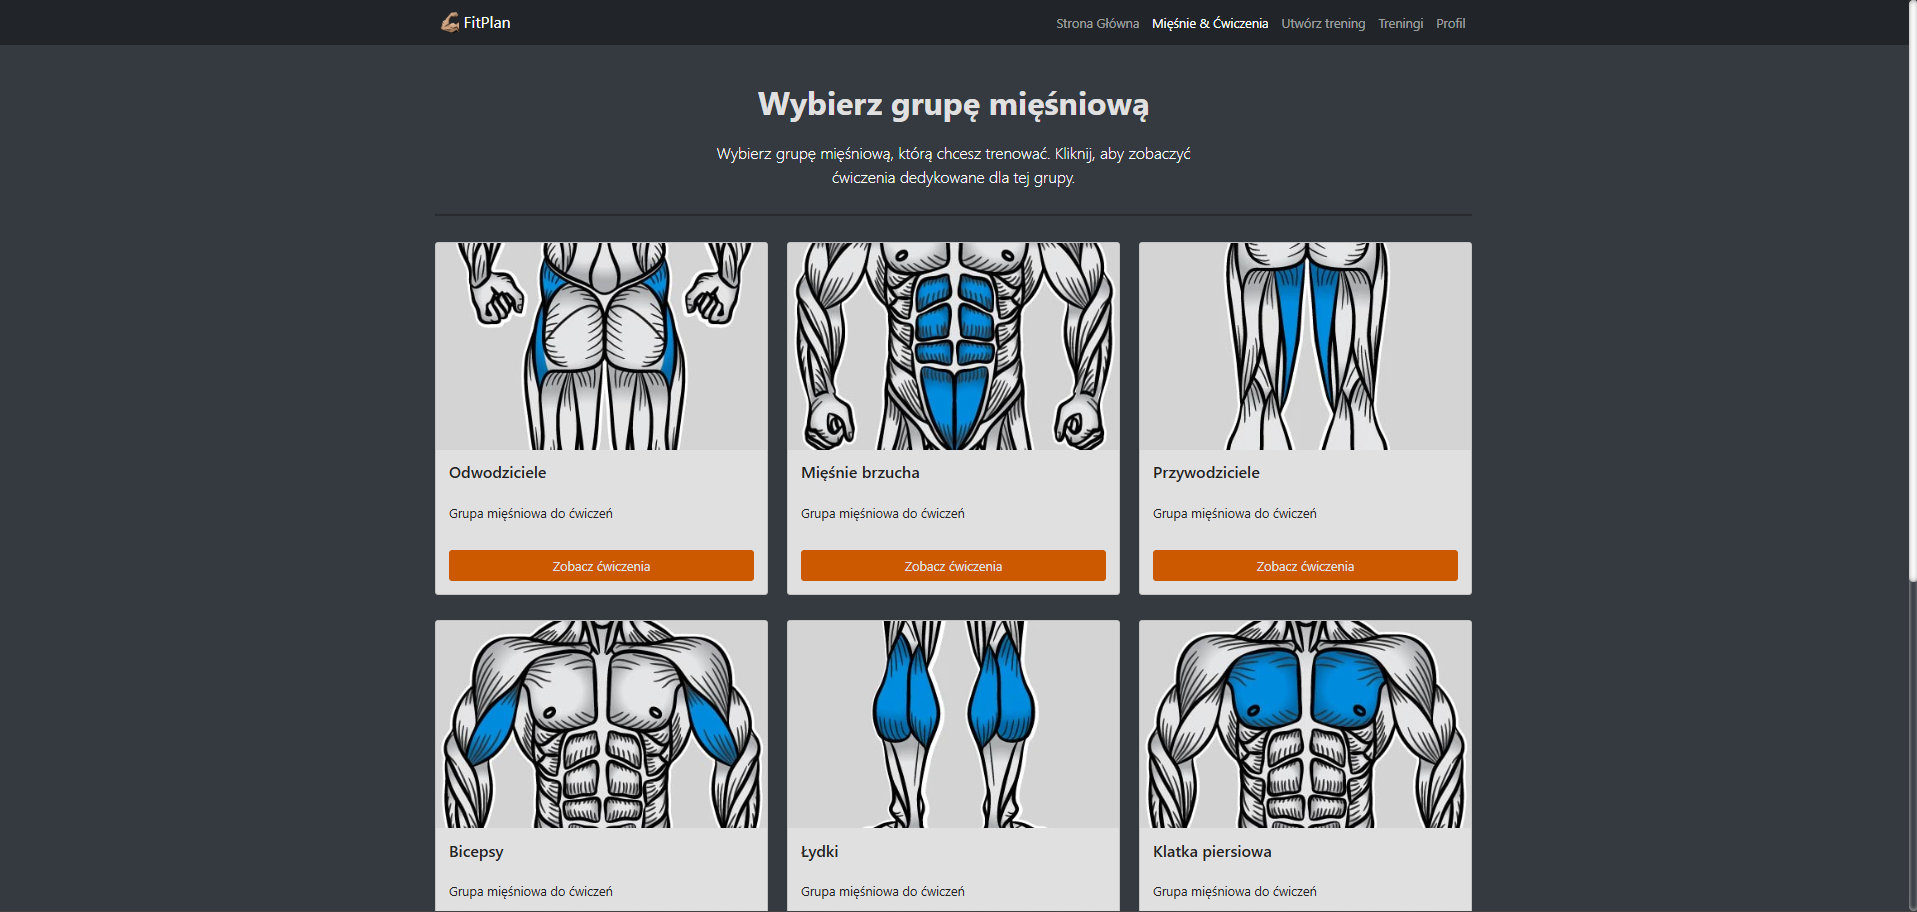 FitPlan
Strona Główna Mięśnie & Ćwiczenia Utwórz trening Treningi Profil
Wybierz grupę mięśniową
Wybierz grupę mięśniową, którą chcesz trenować. Kliknij, aby zobaczyć
ćwiczenia dedykowane dla tej grupy.
Odwodziciele
Grupa mięśniowa do ćwiczeń
Zobacz ćwiczenia
Mięśnie brzucha
Grupa mięśniowa do ćwiczeń
Zobacz ćwiczenia
Przywodziciele
Grupa mięśniowa do ćwiczeń
Zobacz ćwiczenia
Bicepsy
Grupa mięśniowa do ćwiczeń
Łydki
Grupa mięśniowa do ćwiczeń
Klatka piersiowa
Grupa mięśniowa do ćwiczeń